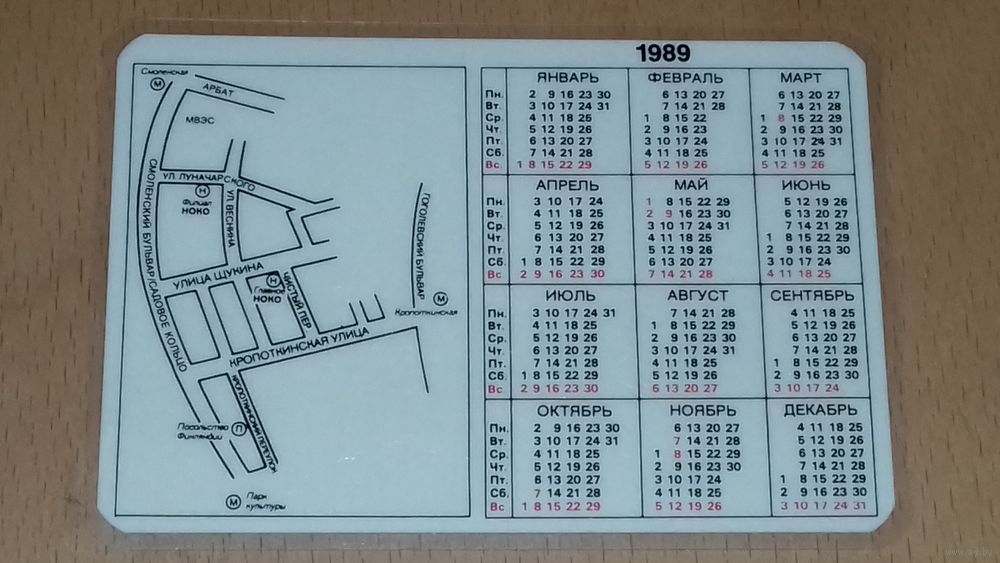 1989
Смоленская
М
АРБАТ
МВЭС
УЛ. ЛУНАЧАРСКОГО
Н
Филиал
НОКО
УЛ. ВЕСНИНА
СМОЛЕНСКИЙ БУЛЬВАР/САДОВОЕ КОЛЬЦО
ГОГОЛЕВСКИЙ БУЛЬВАР
УЛИЦА ЩУКИНА
Н
Главное
НОКО
ЧИСТЫЙ ПЕР
М
Кропоткинская
КРОПОТКИНСКАЯ УЛИЦА
КРОПОТКИНСКИЙ ПЕРЕУЛОК
Посольство
Финляндии
П
М
Парк
культуры
ЯНВАРЬ ФЕВРАЛЬ МАРТ
Пн. 2 9 16 23 30 6 13 20 27 6 13 20 27
Вт. 3 10 17 24 31 7 14 21 28 7 14 21 28
Ср. 4 11 18 25 1 8 15 22 1 8 15 22 29
Чт. 5 12 19 26 2 9 16 23 2 9 16 23 30
Пт. 6 13 20 27 3 10 17 24 3 10 17 24 31
Сб. 7 14 21 28 4 11 18 25 4 11 18 25
Вс. 1 8 15 22 29 5 12 19 26 5 12 19 26
АПРЕЛЬ МАЙ ИЮНЬ
Пн. 3 10 17 24 1 8 15 22 29 5 12 19 26
Вт. 4 11 18 25 2 9 16 23 30 6 13 20 27
Ср. 5 12 19 26 3 10 17 24 31 7 14 21 28
Чт. 6 13 20 27 4 11 18 25 1 8 15 22 29
Пт 7 14 21 28 5 12 19 26 2 9 16 23 30
Сб. 1 8 15 22 29 6 13 20 27 3 10 17 24
Вс 2 9 16 23 30 7 14 21 28 4 11 18 25
ИЮЛЬ АВГУСТ СЕНТЯБРЬ
Пн. 3 10 17 24 31 7 14 21 28 4 11 18 25
Вт. 4 11 18 25 1 8 15 22 29 5 12 19 26
Ср. 5 12 19 26 2 9 16 23 30 6 13 20 27
Чт. 6 13 20 27 3 10 17 24 31 7 14 21 28
Пт. 7 14 21 28 4 11 18 25 1 8 15 22 29
Сб. 1 8 15 22 29 5 12 19 26 2 9 16 23 30
Вс 2 9 16 23 30 6 13 20 27 3 10 17 24
ОКТЯБРЬ НОЯБРЬ ДЕКАБРЬ
Пн. 2 9 16 23 30 6 13 20 27 4 11 18 25
Вт. 3 10 17 24 31 7 14 21 28 5 12 19 26
Ср. 4 11 18 25 1 8 15 22 29 6 13 20 27
Чт. 5 12 19 26 2 9 16 23 30 7 14 21 28
Пт. 6 13 20 27 3 10 17 24 1 8 15 22 29
Сб. 7 14 21 28 4 11 18 25 2 9 16 23 30
Вс 1 8 15 22 29 5 12 19 26 3 10 17 24 31